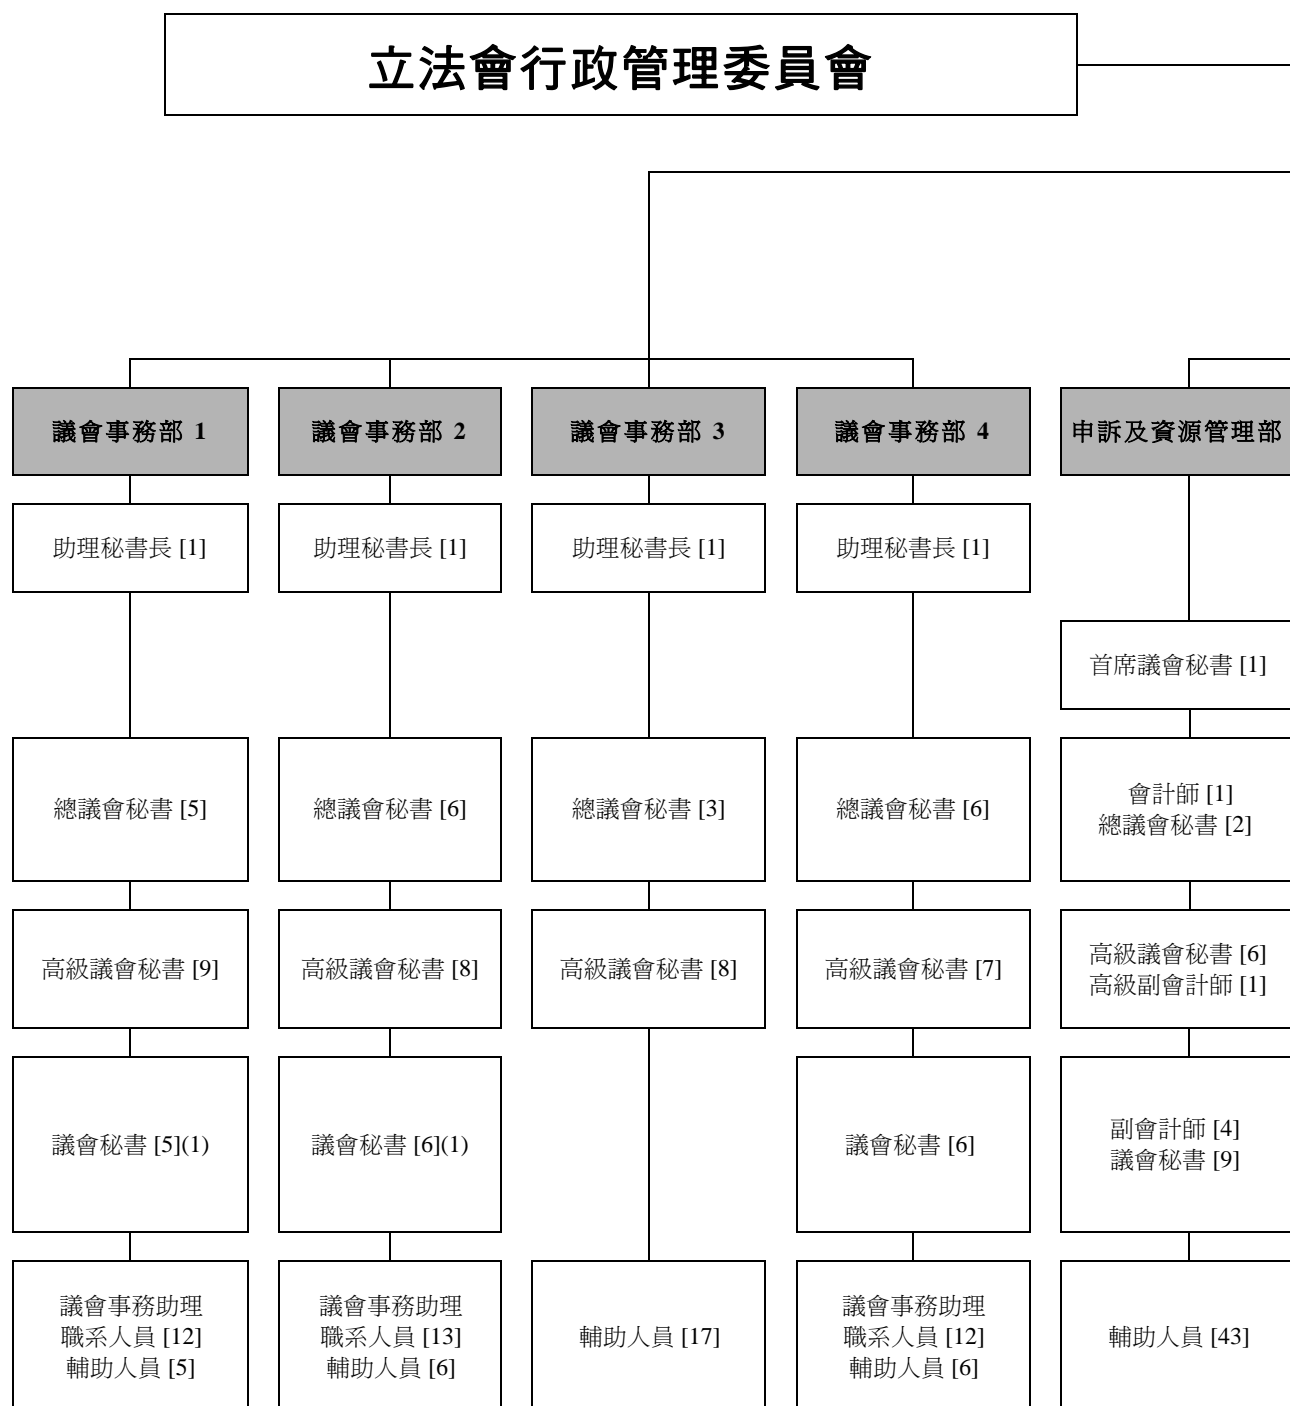 立法會行政管理委員會
議會事務部 1
議會事務部 2
議會事務部 3
議會事務部 4
申訴及資源管理部
助理秘書長 [1]
助理秘書長 [1]
助理秘書長 [1]
助理秘書長 [1]
首席議會秘書 [1]
總議會秘書 [5]
總議會秘書 [6]
總議會秘書 [3]
總議會秘書 [6]
會計師 [1]
總議會秘書 [2]
高級議會秘書 [9]
高級議會秘書 [8]
高級議會秘書 [8]
高級議會秘書 [7]
高級議會秘書 [6]
高級副會計師 [1]
議會秘書 [5](1)
議會秘書 [6](1)
議會秘書 [6]
副會計師 [4]
議會秘書 [9]
議會事務助理
職系人員 [12]
輔助人員 [5]
議會事務助理
職系人員 [13]
輔助人員 [6]
輔助人員 [17]
議會事務助理
職系人員 [12]
輔助人員 [6]
輔助人員 [43]